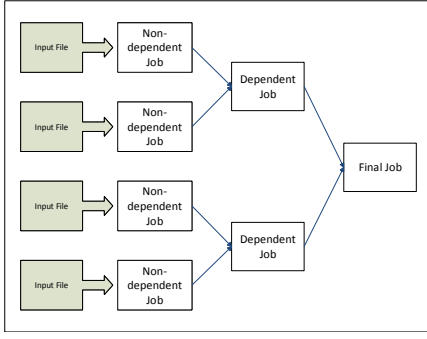 Input File
Non-
dependent
Job
Input File
Non-
dependent
Job
Dependent
Job
Final Job
Input File
Non-
dependent
Job
Dependent
Job
Input File
Non-
dependent
Job